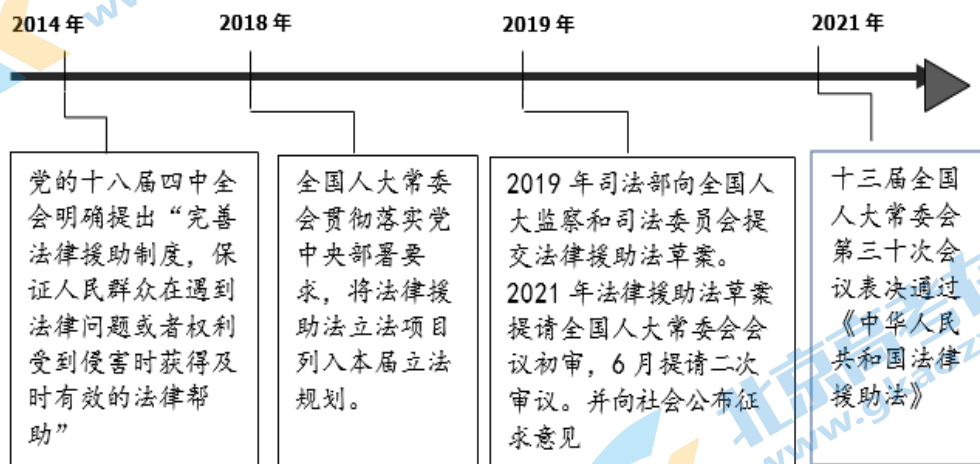 2014年
2018年
2019年
2021年
党的十八届四中全
会明确提出“完善
法律援助制度，保
证人民群众在遇到
法律问题或者权利
受到侵害时获得及
时有效的法律帮
助”
全国人大常委
会贯彻落实党
中央部署要
求，将法律援
助法立法项目
列入本届立法
规划。
2019年司法部向全国人
大监察和司法委员会提
交法律援助法草案。
2021年法律援助法草案
提请全国人大常委会会
议初审，6月提请二次
审议。并向社会公布征
求意见
十三届全国
人大常委会
第三十次会
议表决通过
《中华人民
共和国法律
援助法》